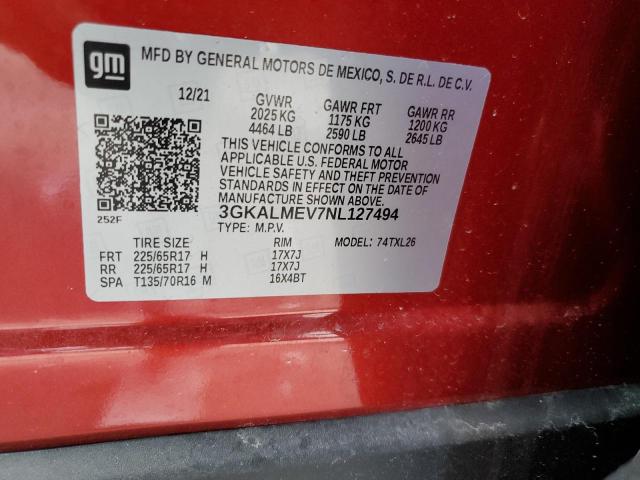 gm
MFD BY GENERAL MOTORS DE MEXICO, S. DE R.L. DE C.V.
12/21 GVWR GAWR FRT GAWR RR
2025 KG 1175 KG 1200 KG
4464 LB 2590 LB 2645 LB
THIS VEHICLE CONFORMS TO ALL
APPLICABLE U.S. FEDERAL MOTOR
VEHICLE SAFETY AND THEFT PREVENTION
STANDARDS IN EFFECT ON THE DATE OF
MANUFACTURE SHOWN ABOVE.
252F 3GKALMEV7NL127494
TYPE: M.P.V.
TIRE SIZE RIM MODEL: 74TXL26
FRT 225/65R17 H 17X7J
RR 225/65R17 H 17X7J
SPA T135/70R16 M 16X4BT